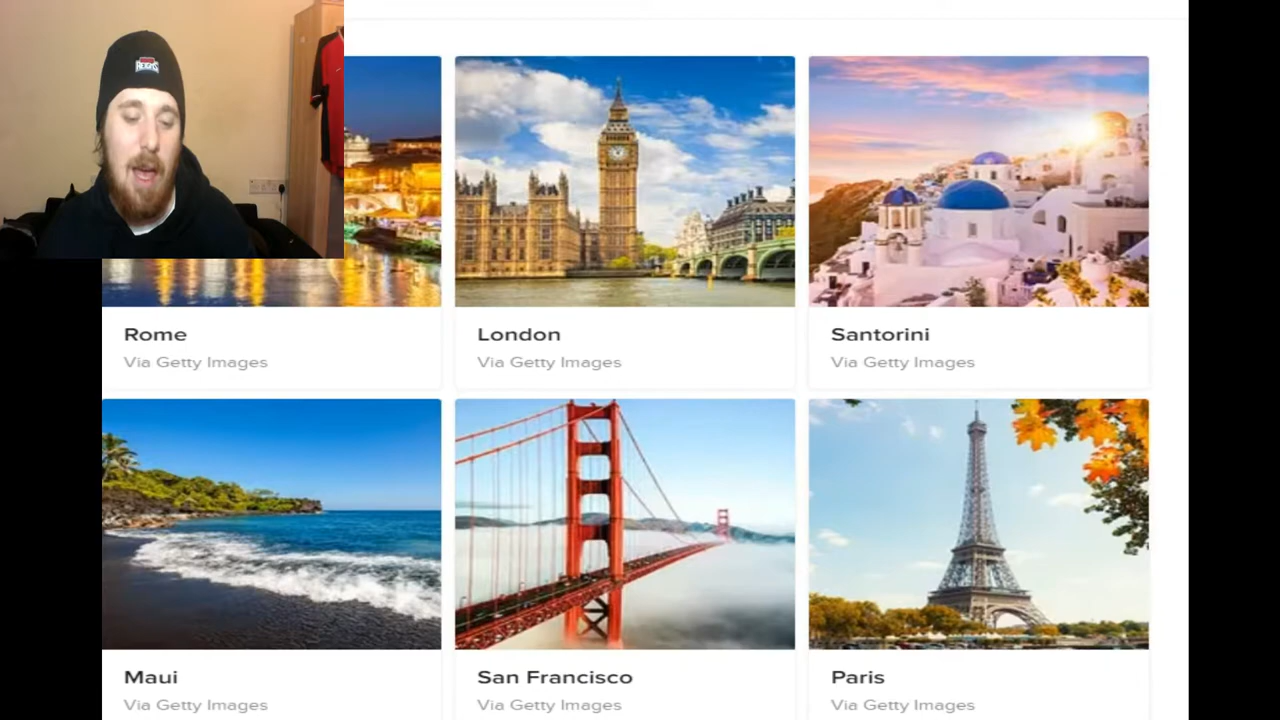 REIGNS
Rome
Via Getty Images
London
Via Getty Images
Santorini
Via Getty Images
Maui
Via Getty Images
San Francisco
Via Getty Images
Paris
Via Getty Images